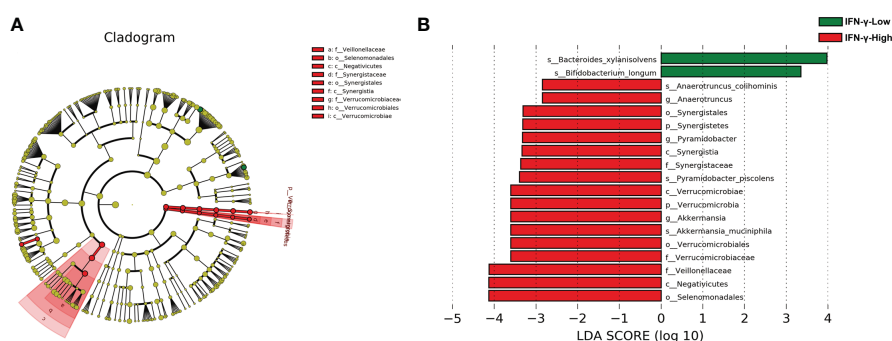 A
Cladogram
a: f__Veillonellaceae
b: o__Selenomonadales
c: c__Negativicutes
d: f__Synergistaceae
e: o__Synergistales
f: c__Synergistia
g: f__Verrucomicrobiaceae
h: o__Verrucomicrobiales
i: c__Verrucomicrobiae
B
IFN-γ-Low
IFN-γ-High
s__Bacteroides_xylanisolvens
s__Bifidobacterium_longum
s__Anaerotruncus_colihominis
g__Anaerotruncus
o__Synergistales
p__Synergistetes
g__Pyramidobacter
c__Synergistia
f__Synergistaceae
s__Pyramidobacter_piscolens
c__Verrucomicrobiae
p__Verrucomicrobia
g__Akkermansia
s__Akkermansia_muciniphila
o__Verrucomicrobiales
f__Verrucomicrobiaceae
f__Veillonellaceae
c__Negativicutes
o__Selenomonadales
−5 −4 −3 −2 −1 0 1 2 3 4
LDA SCORE (log 10)